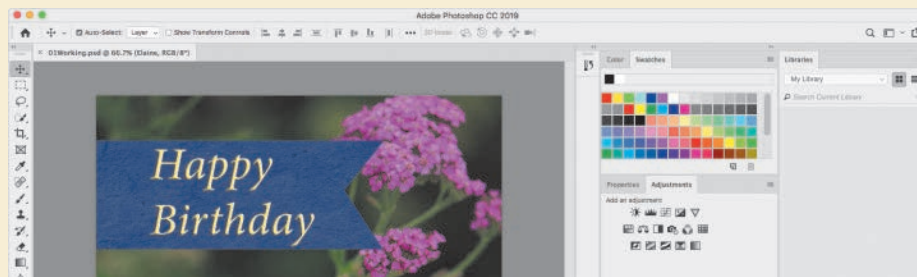 Adobe Photoshop CC 2019
Auto-Select: Layer Show Transform Controls
01Working.psd @ 66.7% (Elaine, RGB/8*)
Color Swatches
Libraries
My Library
Search Current Library
Happy
Birthday
Properties Adjustments
Add an adjustment